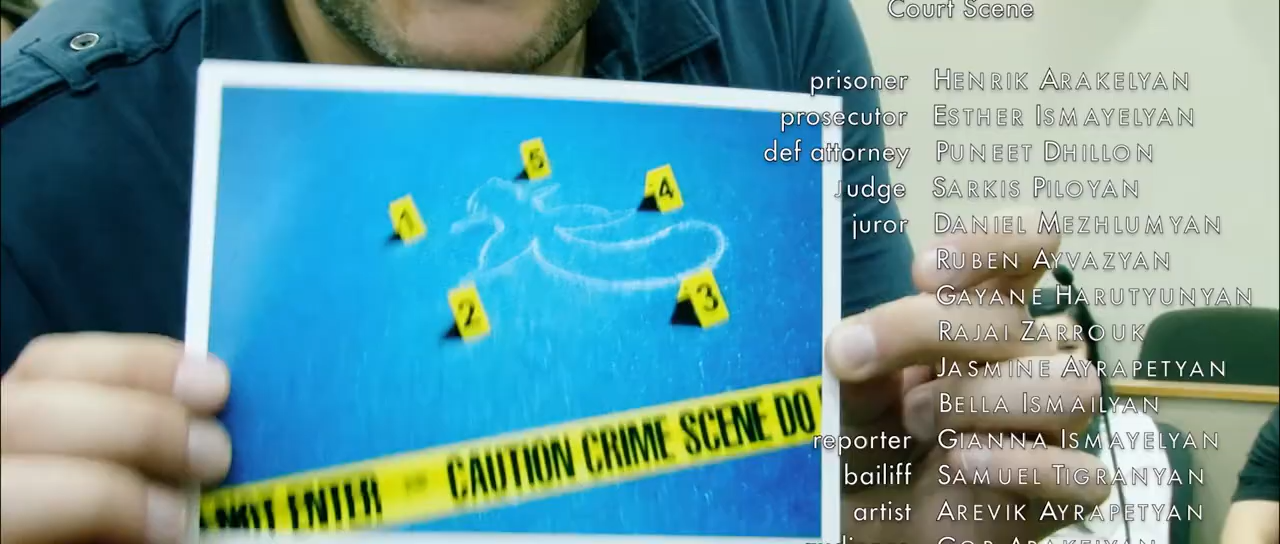 Court Scene
prisoner HENRIK ARAKELYAN
prosecutor ESTHER ISMAYELYAN
def attorney PUNEET DHILLON
Judge SARKIS PILOYAN
juror DANIEL MEZHLUMYAN
RUBEN AYVAZYAN
GAYANE HARUTYUNYAN
RAJAI ZARROUK
JASMINE AYRAPETYAN
BELLA ISMAILYAN
reporter GIANNA ISMAYELYAN
bailiff SAMUEL TIGRANYAN
artist AREVIK AYRAPETYAN
5
4
1
3
2
NOT ENTER CAUTION CRIME SCENE DO